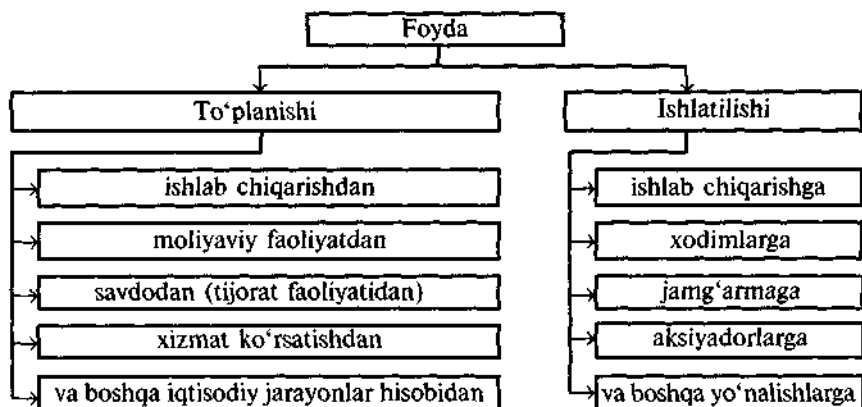 Foyda
To‘planishi
ishlab chiqarishdan
moliyaviy faoliyatdan
savdodan (tijorat faoliyatidan)
xizmat ko‘rsatishdan
va boshqa iqtisodiy jarayonlar hisobidan
Ishlatilishi
ishlab chiqarishga
xodimlarga
jamg‘armaga
aksiyadorlarga
va boshqa yo‘nalishlarga